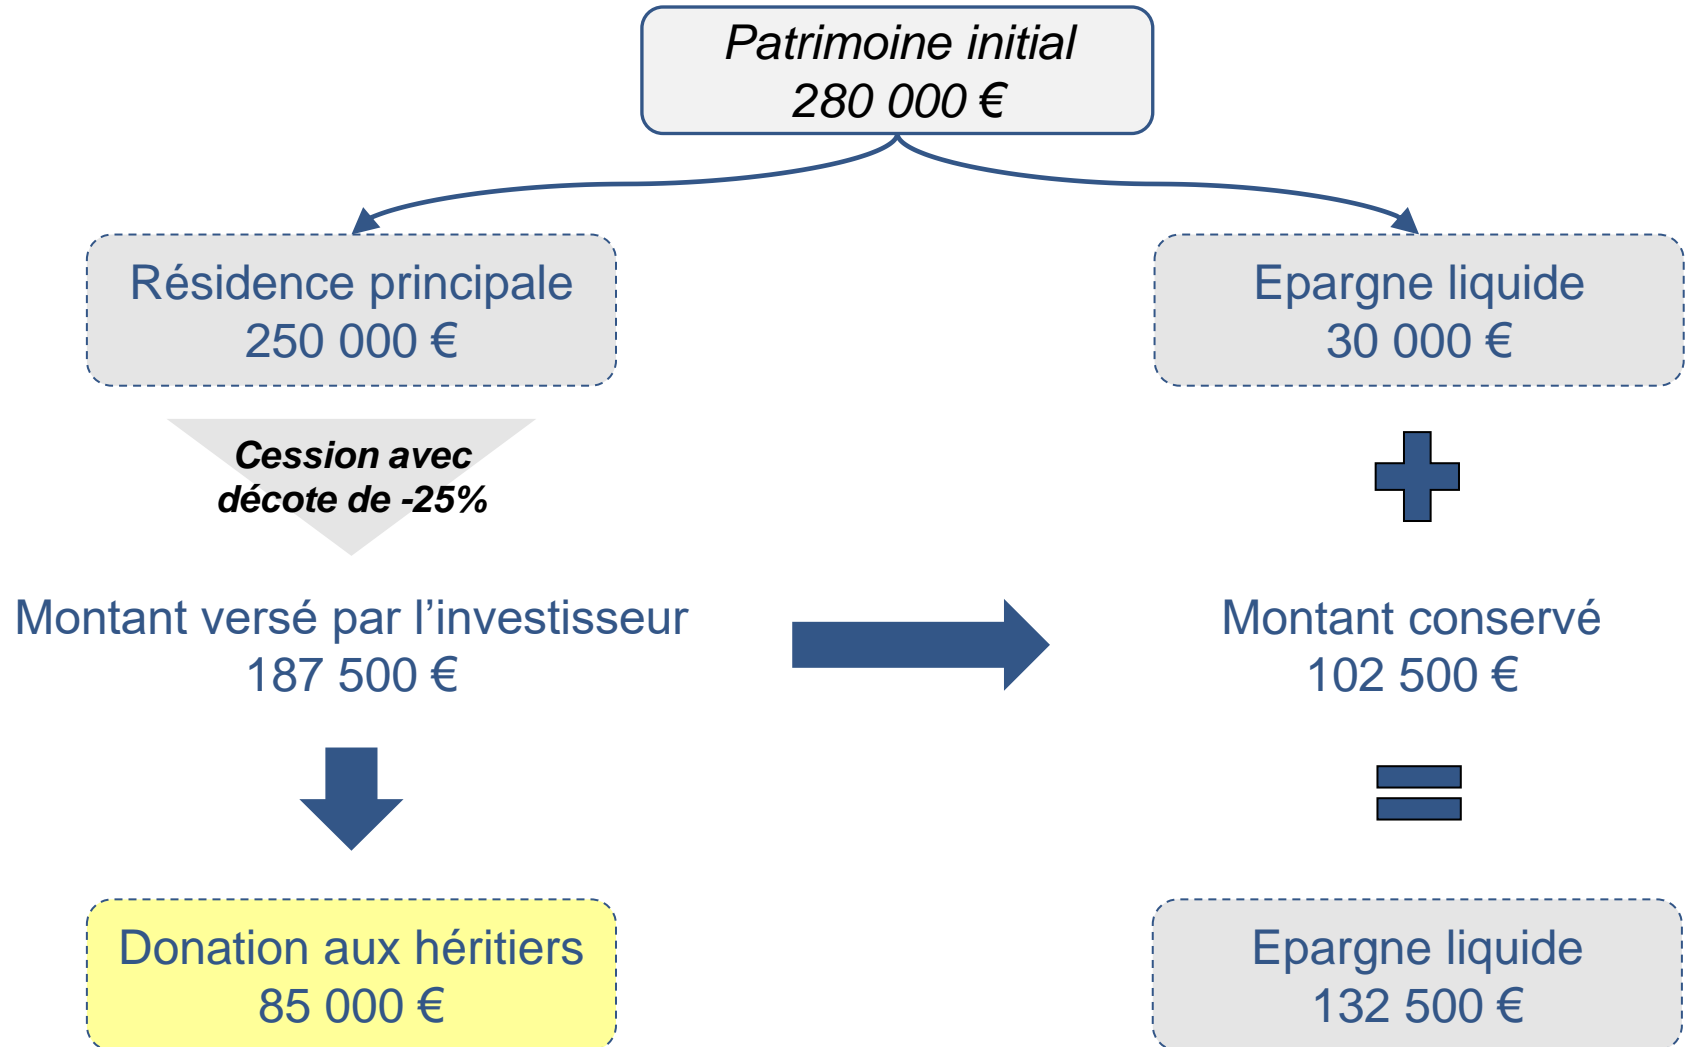 Patrimoine initial
280 000 €
Résidence principale
250 000 €
Epargne liquide
30 000 €
Cession avec
décote de -25%
Montant versé par l’investisseur
187 500 €
Montant conservé
102 500 €
Donation aux héritiers
85 000 €
Epargne liquide
132 500 €